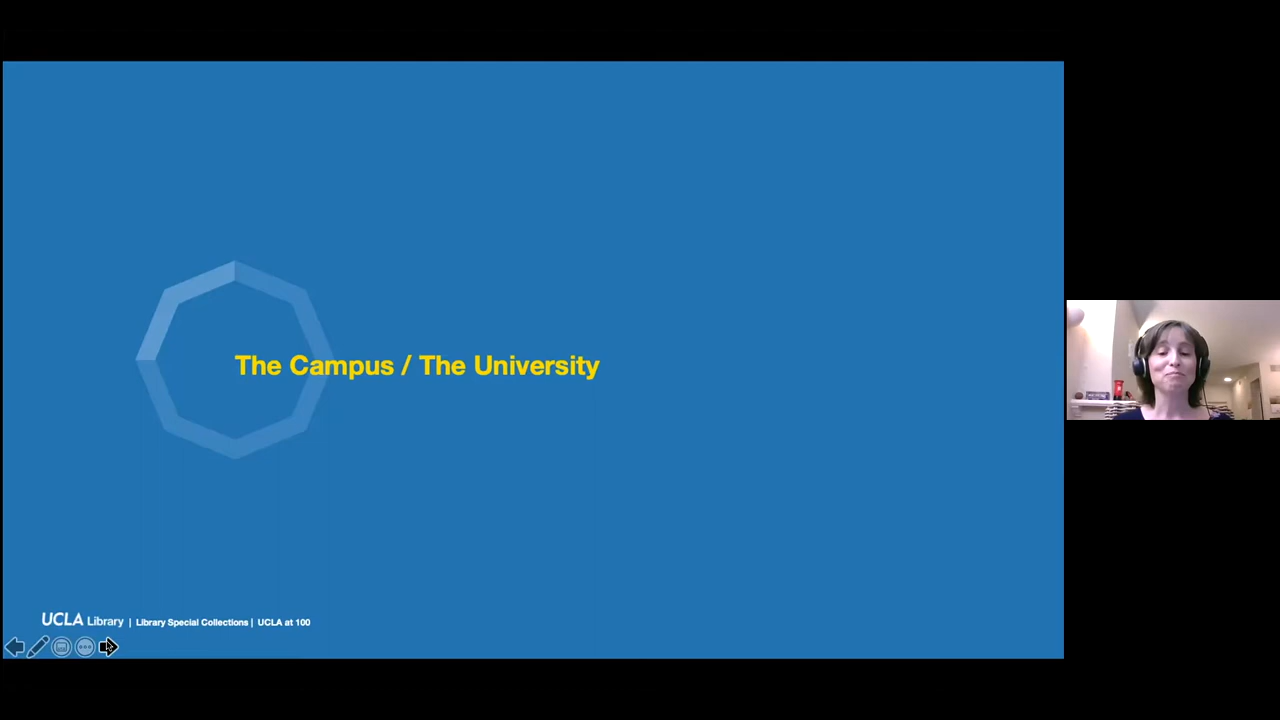 The Campus / The University
UCLA Library | Library Special Collections | UCLA at 100